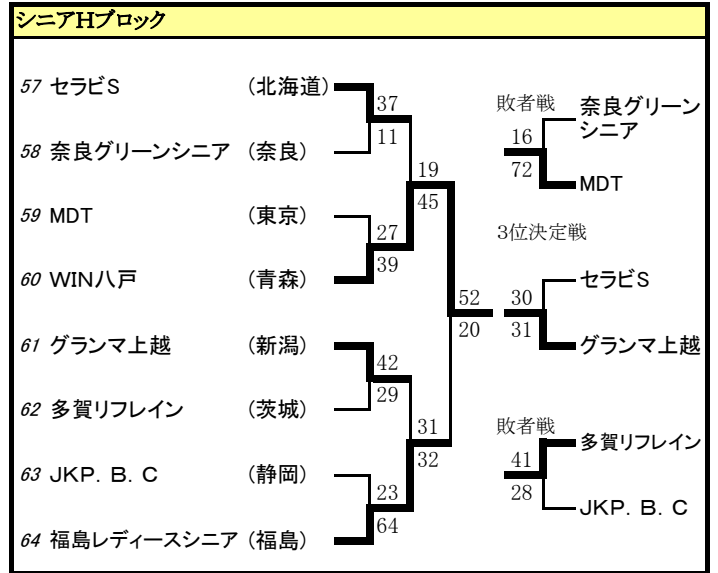 シニアHブロック
57 セラビS (北海道)
37
11
58 奈良グリーンシニア (奈良)
19
45
59 MDT (東京)
27
39
60 WIN八戸 (青森)
52
20
61 グランマ上越 (新潟)
42
29
62 多賀リフレイン (茨城)
31
32
63 JKP．B．C (静岡)
23
64
64 福島レディースシニア (福島)
敗者戦
奈良グリーン
シニア
16
72
MDT
3位決定戦
セラビS
30
31
グランマ上越
敗者戦
多賀リフレイン
41
28
JKP．B．C